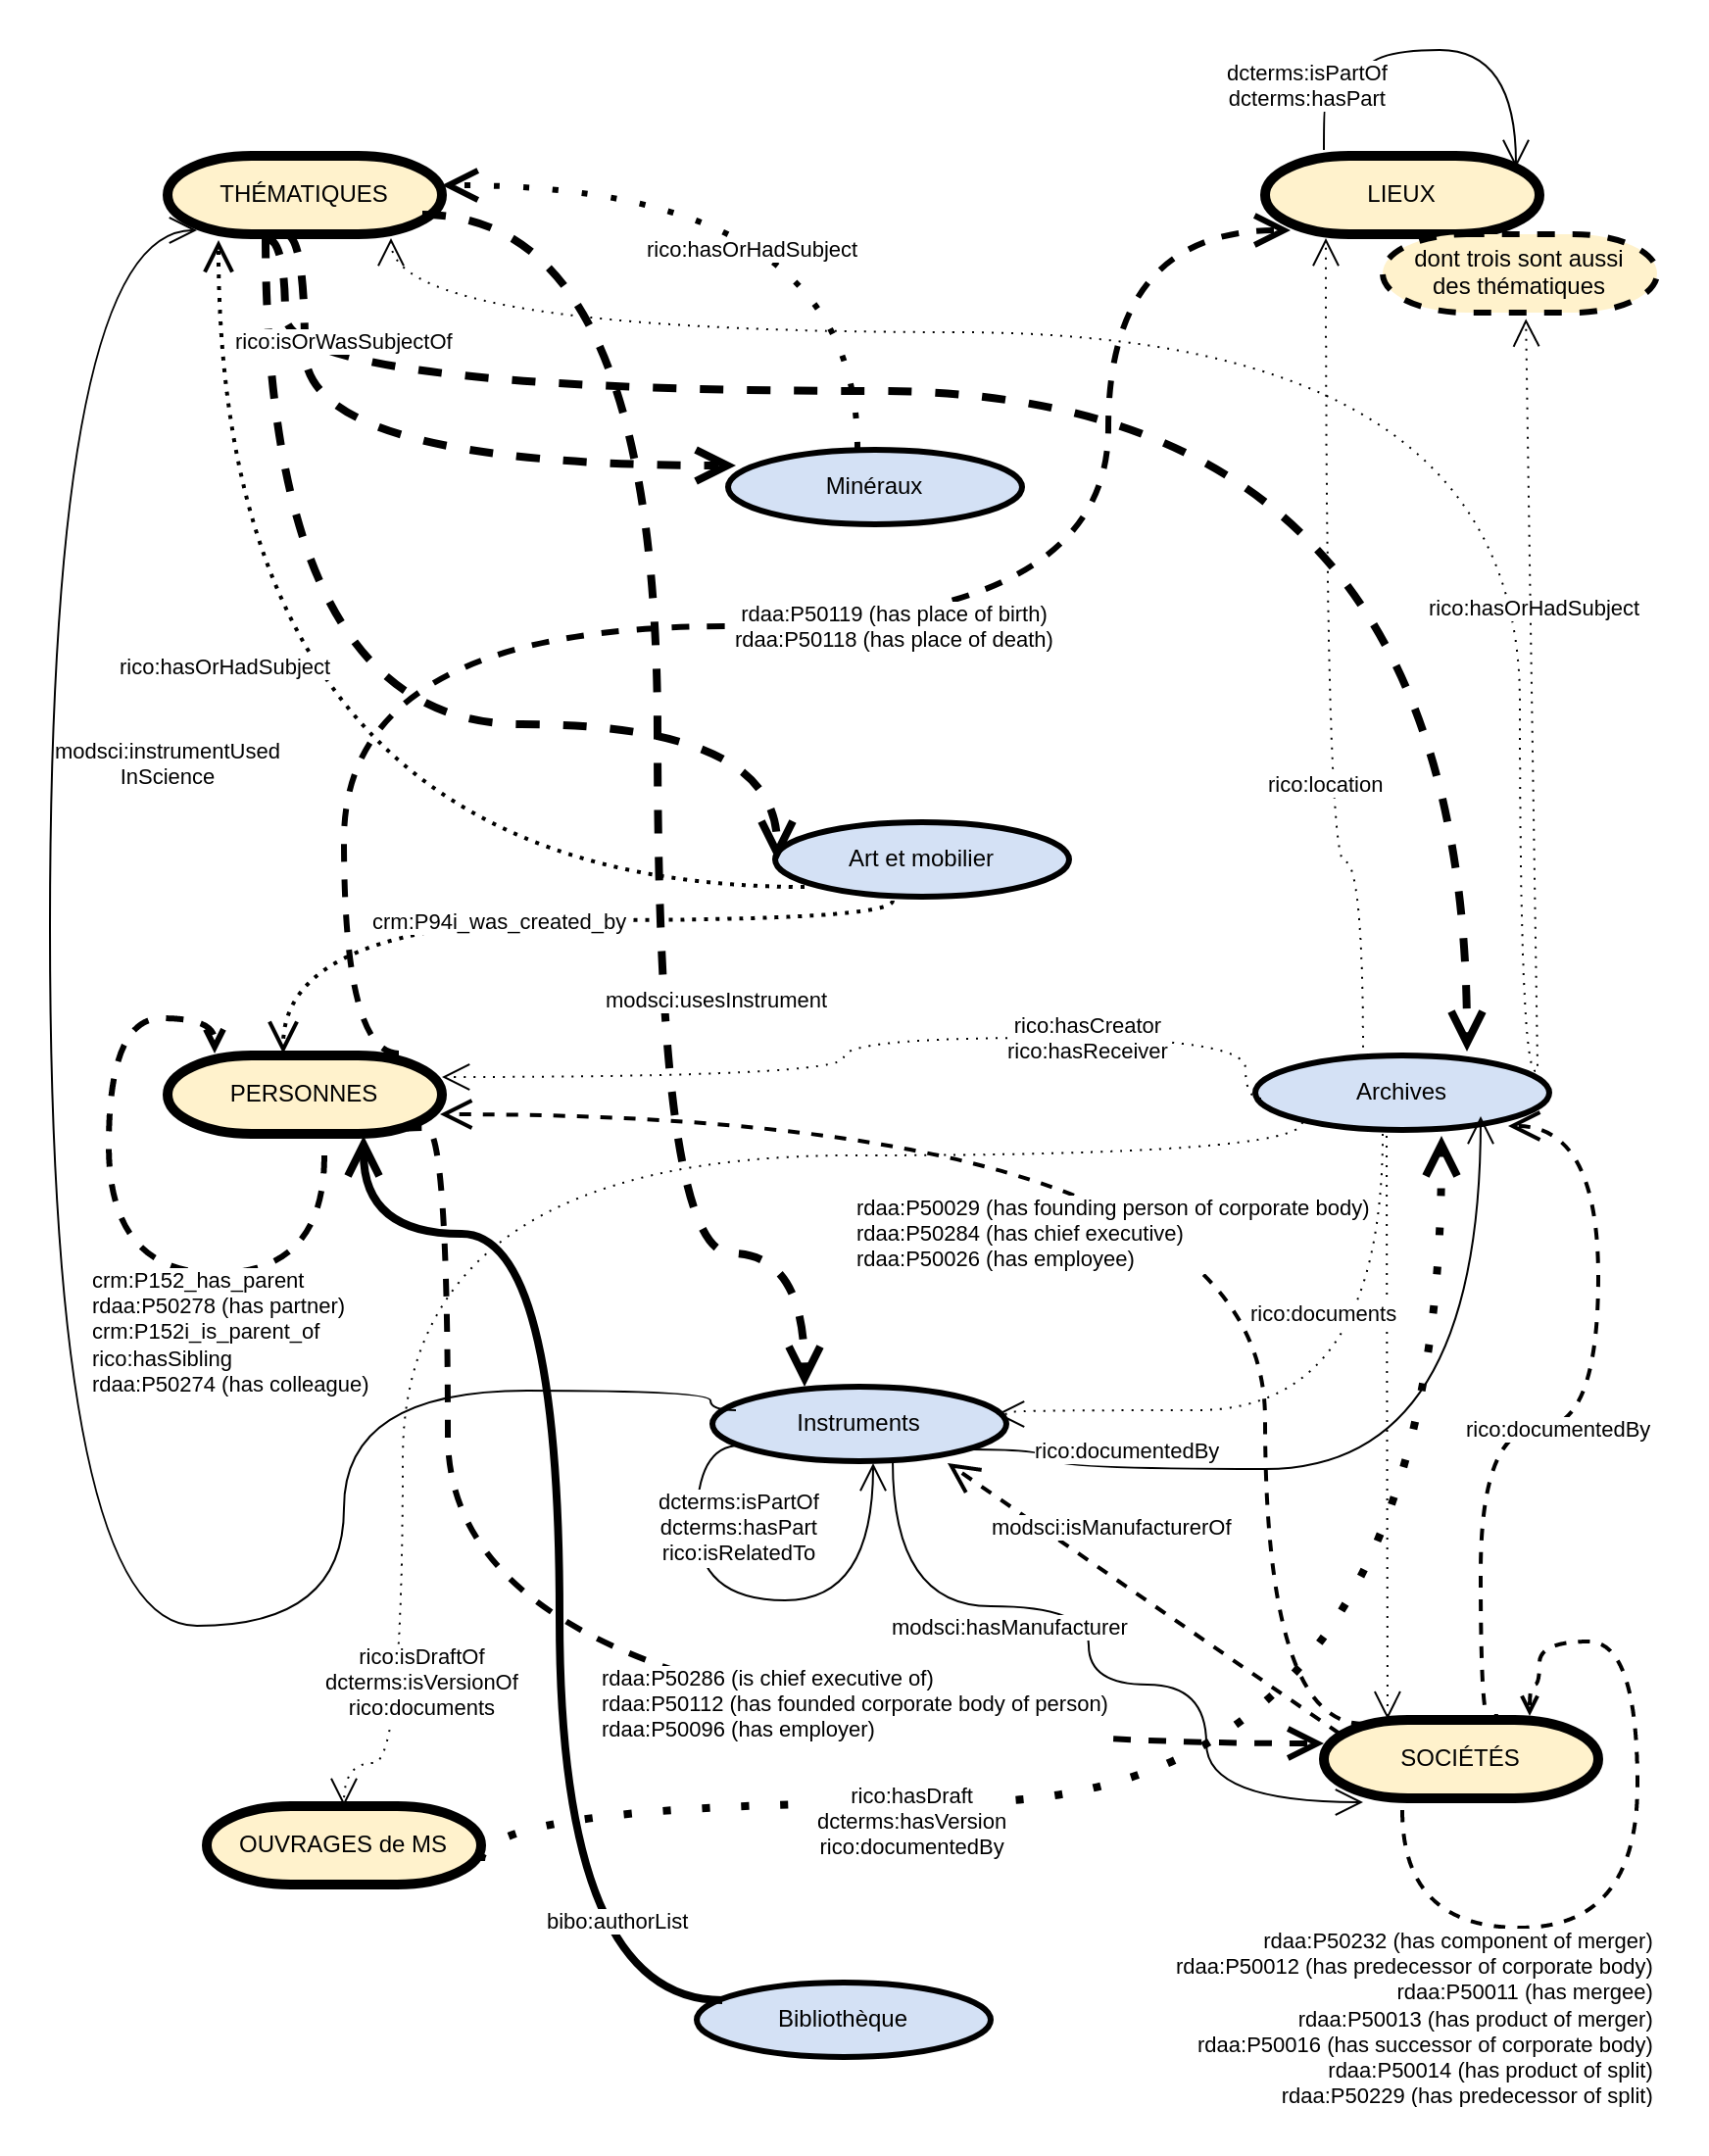 dcterms:isPartOf
dcterms:hasPart
THÉMATIQUES
LIEUX
rico:hasOrHadSubject
dont trois sont aussi
des thématiques
rico:isOrWasSubjectOf
Minéraux
rico:hasOrHadSubject
rdaa:P50119 (has place of birth)
rdaa:P50118 (has place of death)
rico:hasOrHadSubject
modsci:instrumentUsed
InScience
rico:location
Art et mobilier
crm:P94i_was_created_by
modsci:usesInstrument
rico:hasCreator
rico:hasReceiver
PERSONNES
Archives
rdaa:P50029 (has founding person of corporate body)
rdaa:P50284 (has chief executive)
rdaa:P50026 (has employee)
crm:P152_has_parent
rdaa:P50278 (has partner)
crm:P152i_is_parent_of
rico:hasSibling
rdaa:P50274 (has colleague)
rico:documents
Instruments
rico:documentedBy
rico:documentedBy
dcterms:isPartOf
dcterms:hasPart
rico:isRelatedTo
modsci:isManufacturerOf
modsci:hasManufacturer
rico:isDraftOf
dcterms:isVersionOf
rico:documents
rdaa:P50286 (is chief executive of)
rdaa:P50112 (has founded corporate body of person)
rdaa:P50096 (has employer)
SOCIÉTÉS
rico:hasDraft
dcterms:hasVersion
rico:documentedBy
OUVRAGES de MS
bibo:authorList
rdaa:P50232 (has component of merger)
rdaa:P50012 (has predecessor of corporate body)
rdaa:P50011 (has mergee)
rdaa:P50013 (has product of merger)
rdaa:P50016 (has successor of corporate body)
rdaa:P50014 (has product of split)
rdaa:P50229 (has predecessor of split)
Bibliothèque